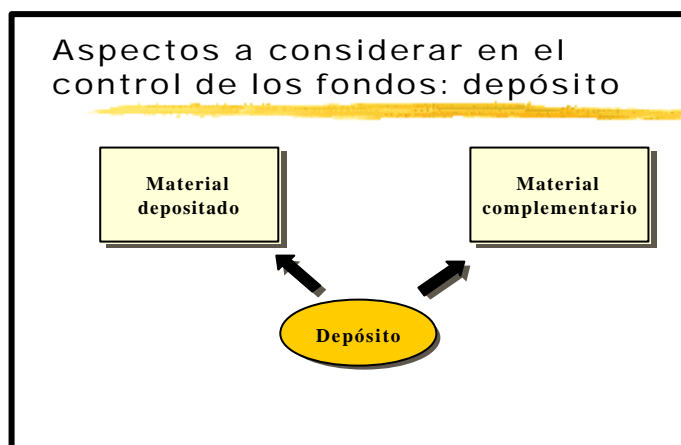 Aspectos a considerar en el
control de los fondos: depósito
Material
depositado
Material
complementario
Depósito